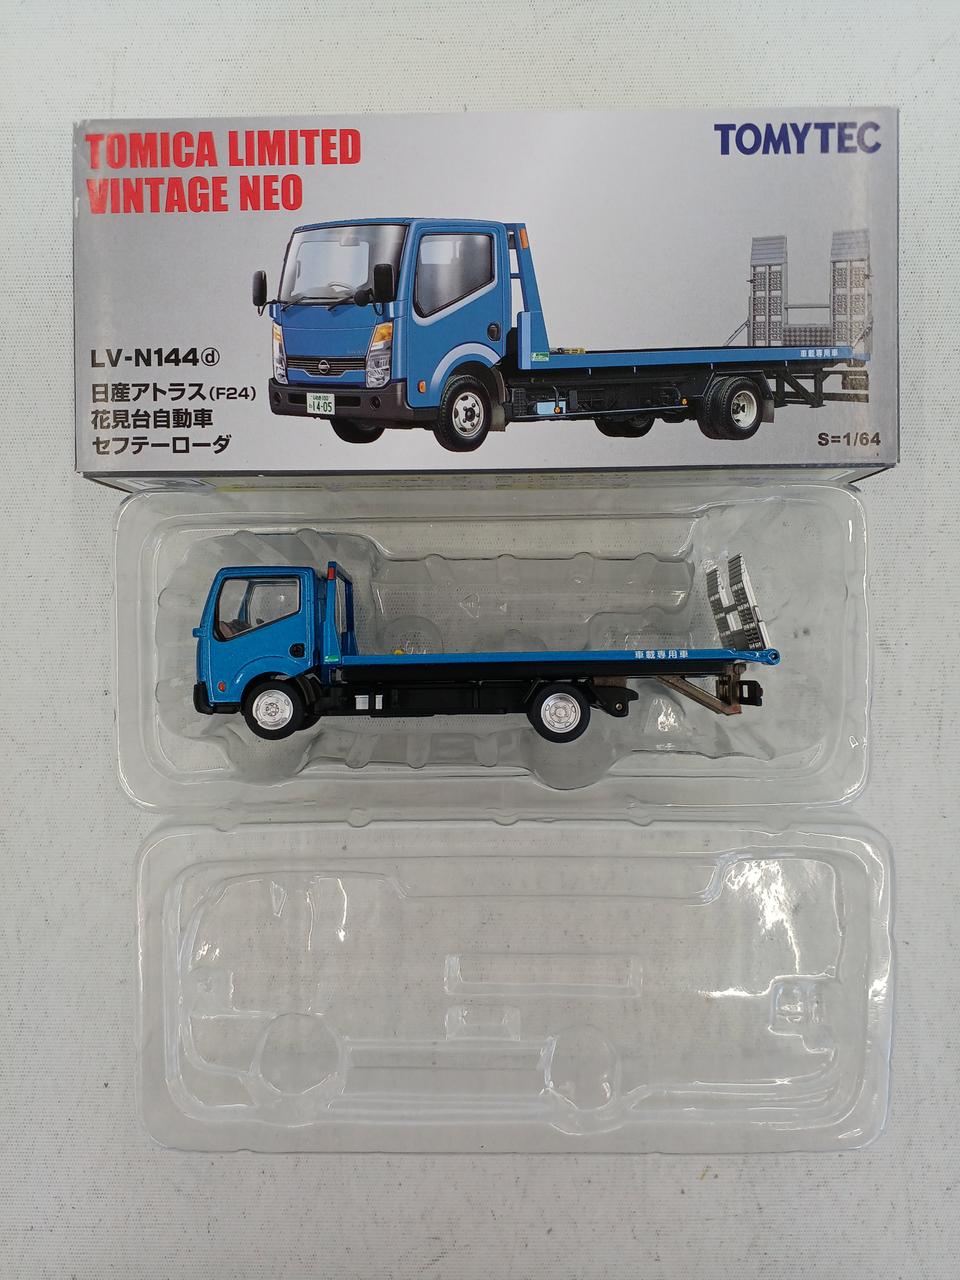 TOMICA LIMITED
VINTAGE NEO
TOMYTEC
LV-N144ⓓ
日産アトラス(F24)
花見台自動車
セフテーローダ
14-05
車載専用車
S=1/64
車載専用車